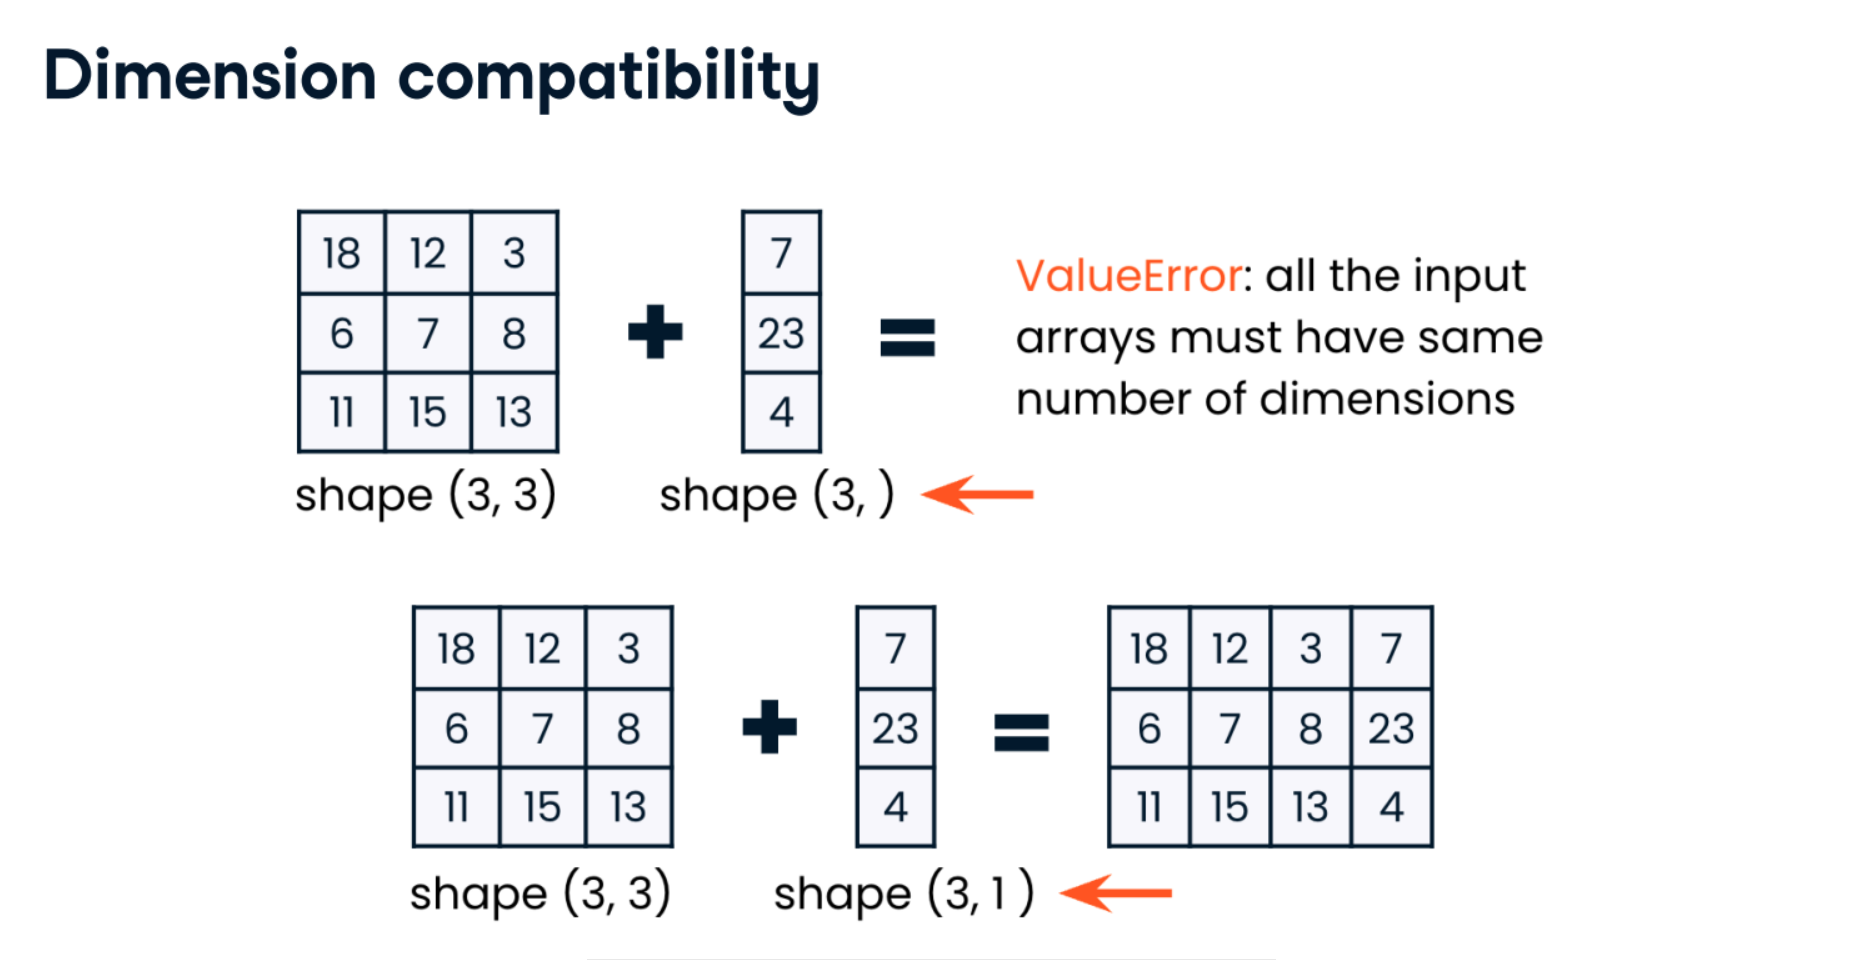 Dimension compatibility
18 12 3
6 7 8
11 15 13
+
7
23
4
=
ValueError: all the input
arrays must have same
number of dimensions
shape (3, 3)
shape (3, )
18 12 3
6 7 8
11 15 13
+
7
23
4
=
18 12 3 7
6 7 8 23
11 15 13 4
shape (3, 3)
shape (3, 1 )